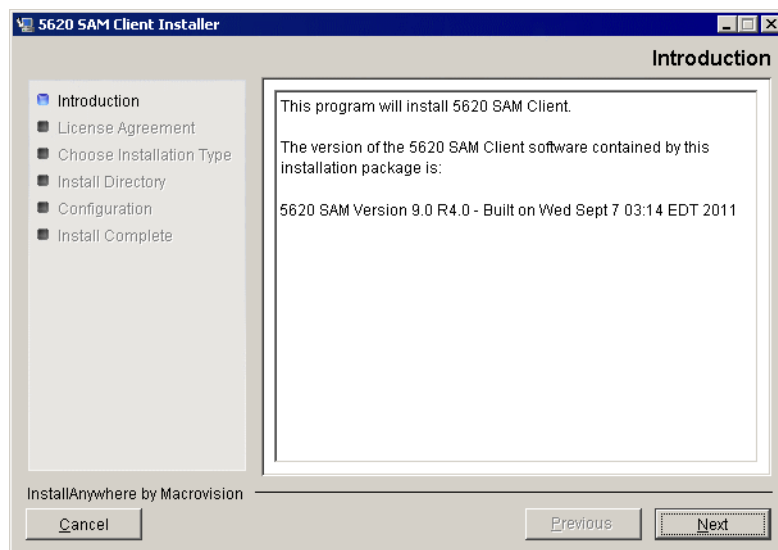 5620 SAM Client Installer
Introduction
Introduction
License Agreement
Choose Installation Type
Install Directory
Configuration
Install Complete
This program will install 5620 SAM Client.
The version of the 5620 SAM Client software contained by this
installation package is:
5620 SAM Version 9.0 R4.0 - Built on Wed Sept 7 03:14 EDT 2011
InstallAnywhere by Macrovision
Cancel
Previous
Next